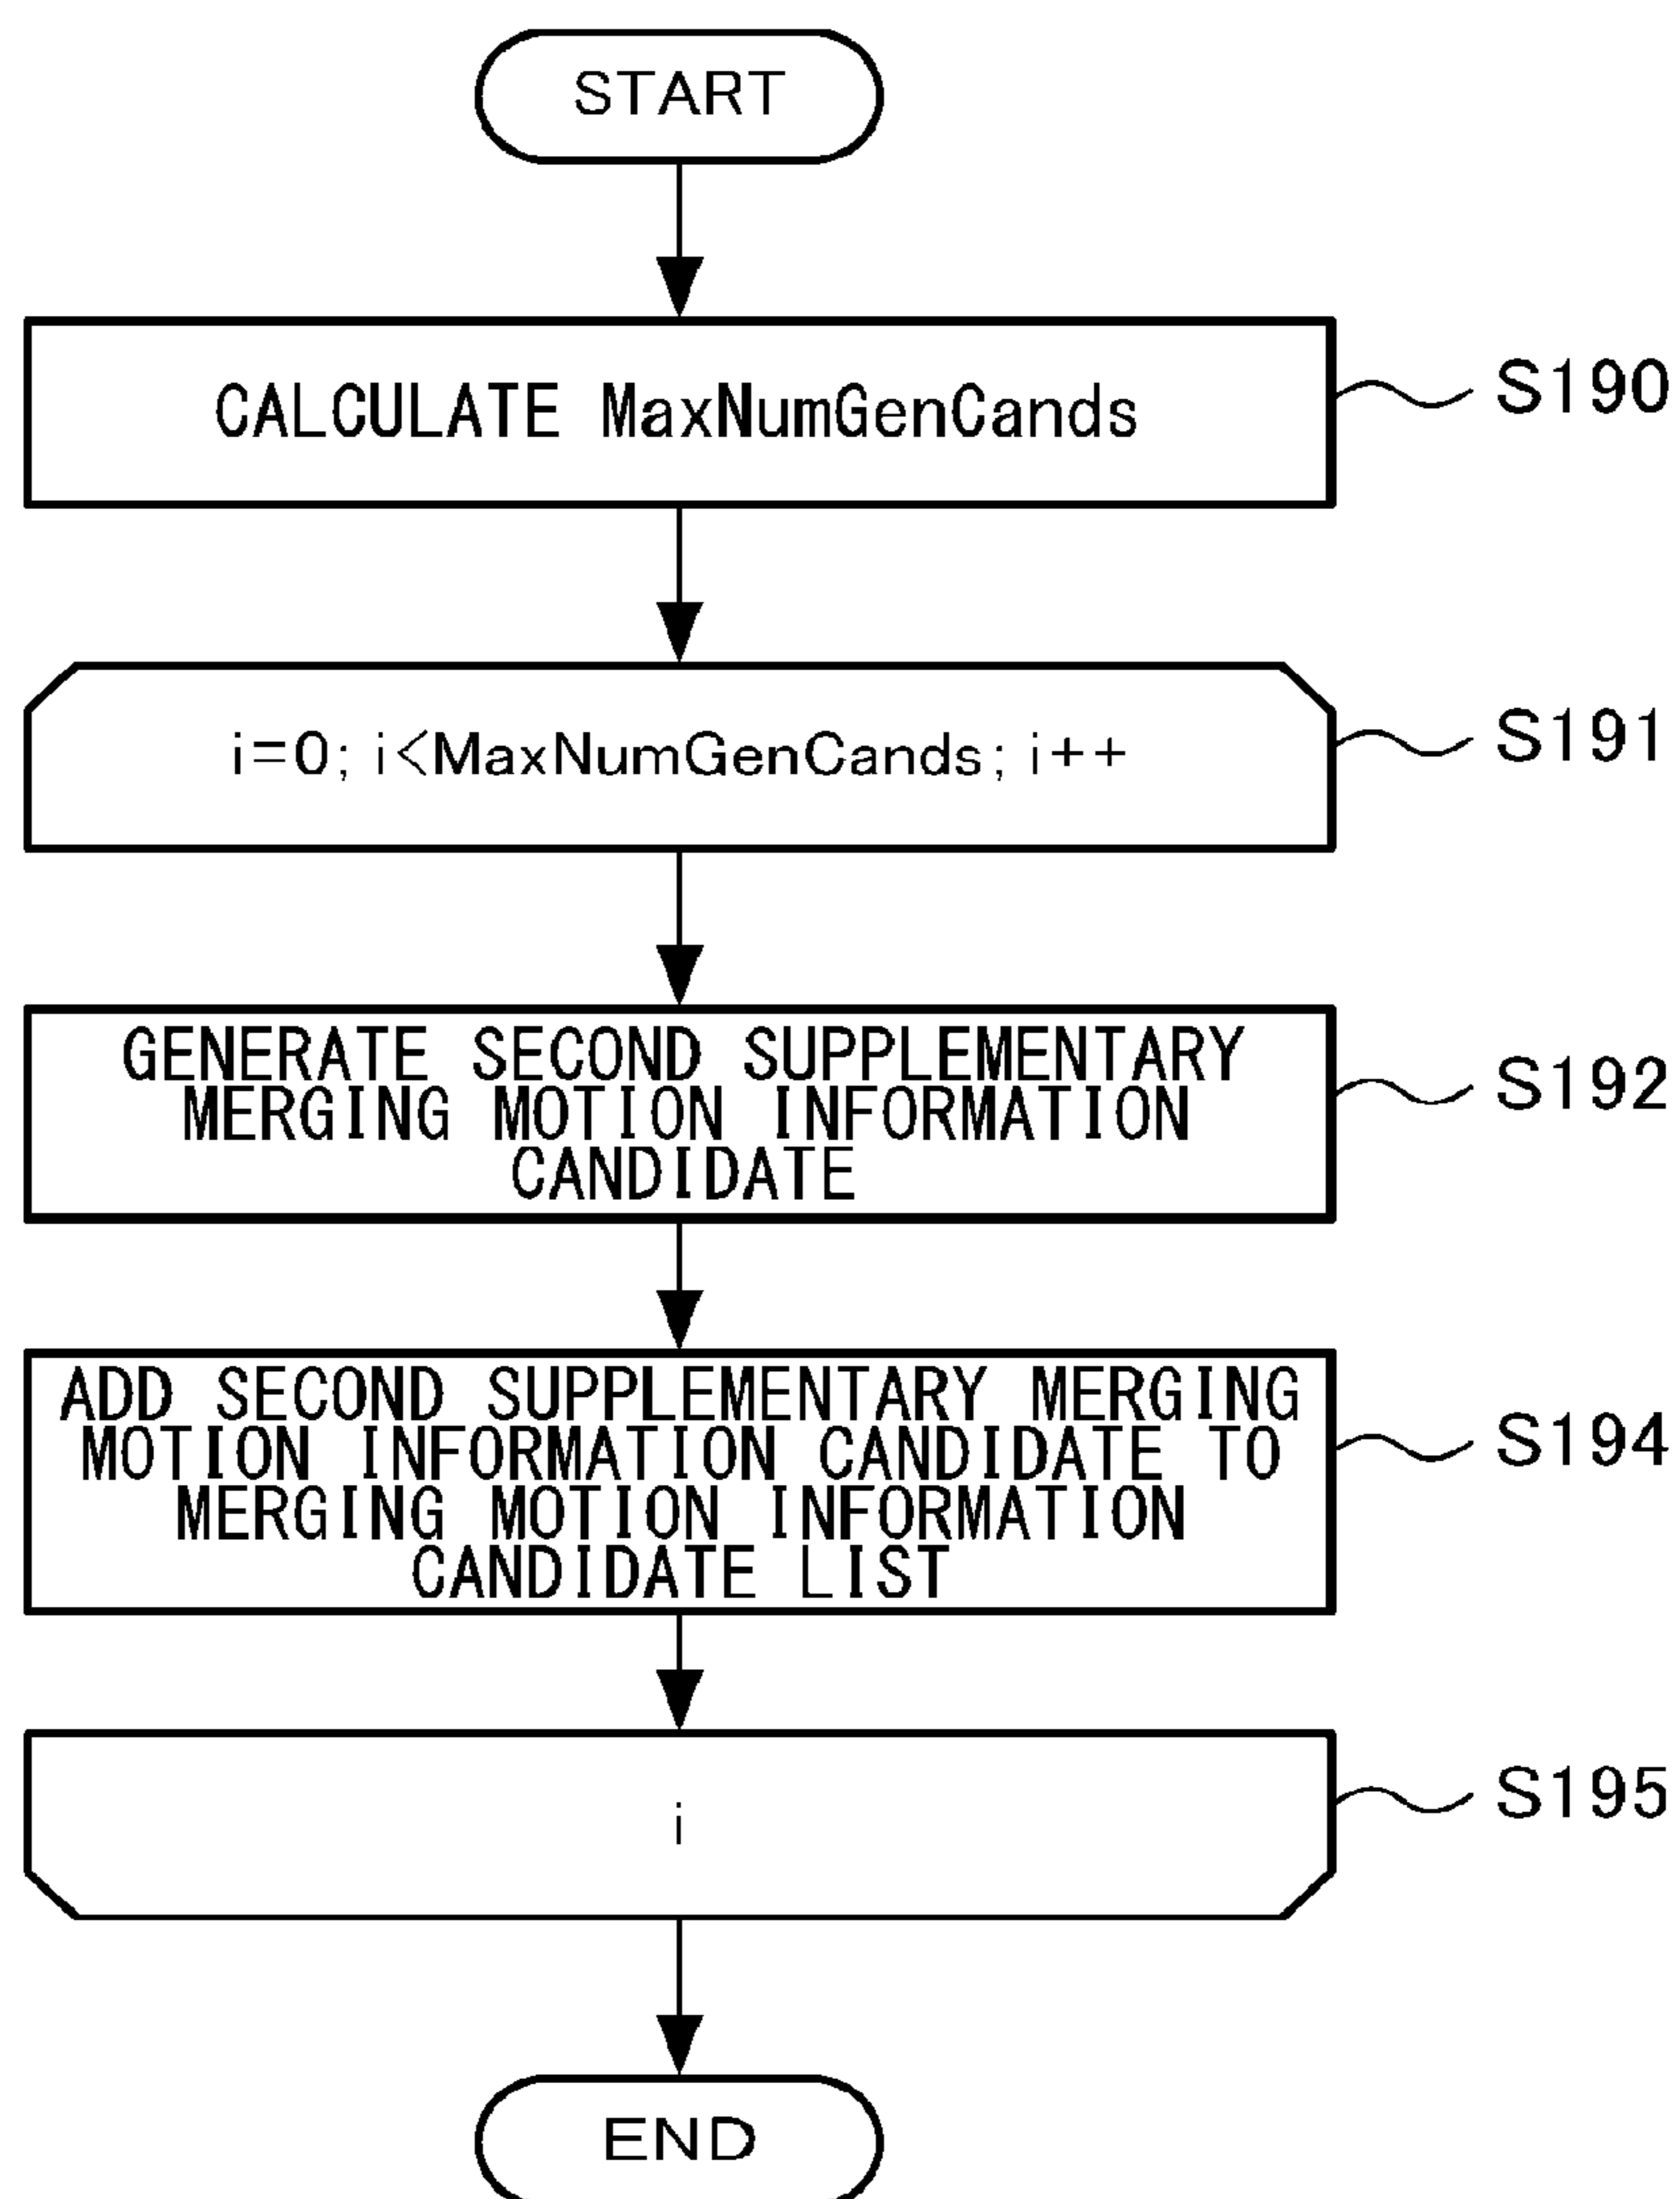 START
CALCULATE MaxNumGenCands
S190
i=0; i<MaxNumGenCands; i++
S191
GENERATE SECOND SUPPLEMENTARY
MERGING MOTION INFORMATION
CANDIDATE
S192
ADD SECOND SUPPLEMENTARY MERGING
MOTION INFORMATION CANDIDATE TO
MERGING MOTION INFORMATION
CANDIDATE LIST
S194
i
S195
END